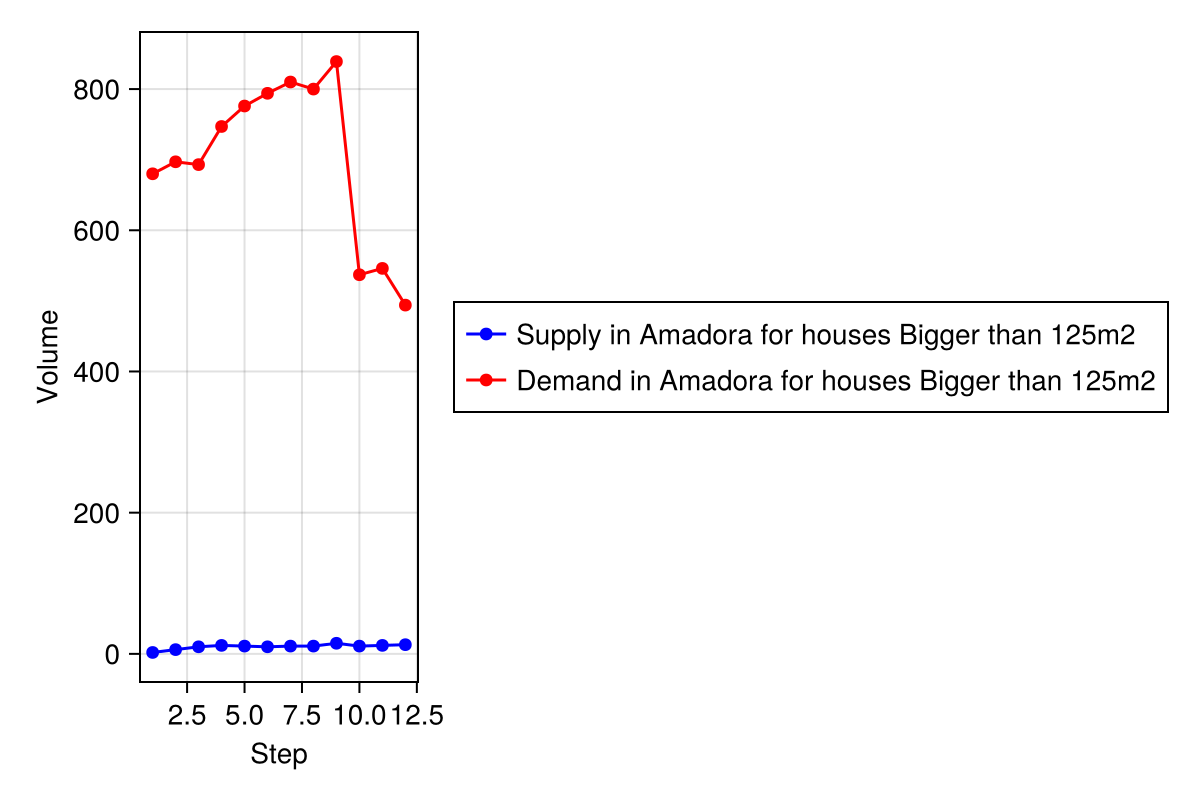 800
600
400
200
0
Volume
2.5 5.0 7.5 10.0 12.5
Step
Supply in Amadora for houses Bigger than 125m2
Demand in Amadora for houses Bigger than 125m2